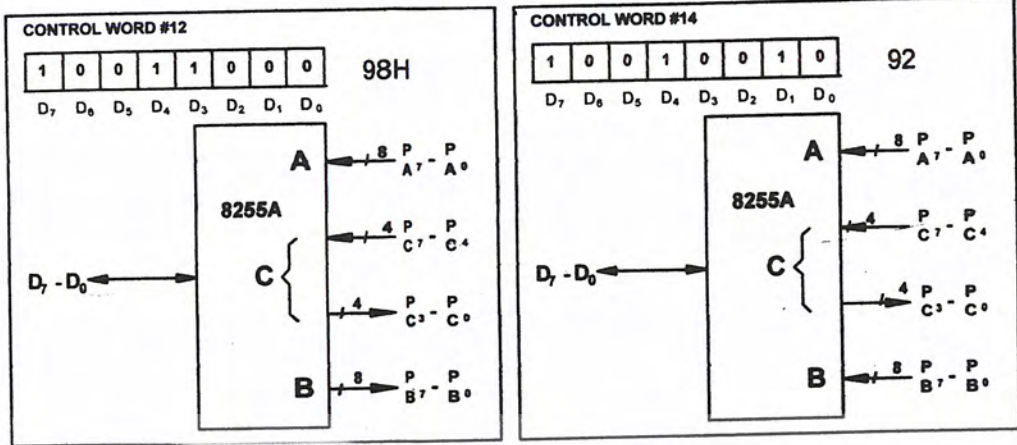 CONTROL WORD #12
1 0 0 1 1 0 0 0
98H
D7 D6 D5 D4 D3 D2 D1 D0
A
8 PA7 - PA0
8255A
4 PC7 - PC4
C
D7 - D0
4 PC3 - PC0
B
8 PB7 - PB0
CONTROL WORD #14
1 0 0 1 0 0 1 0
92
D7 D6 D5 D4 D3 D2 D1 D0
A
8 PA7 - PA0
8255A
4 PC7 - PC4
C
D7 - D0
4 PC3 - PC0
B
8 PB7 - PB0